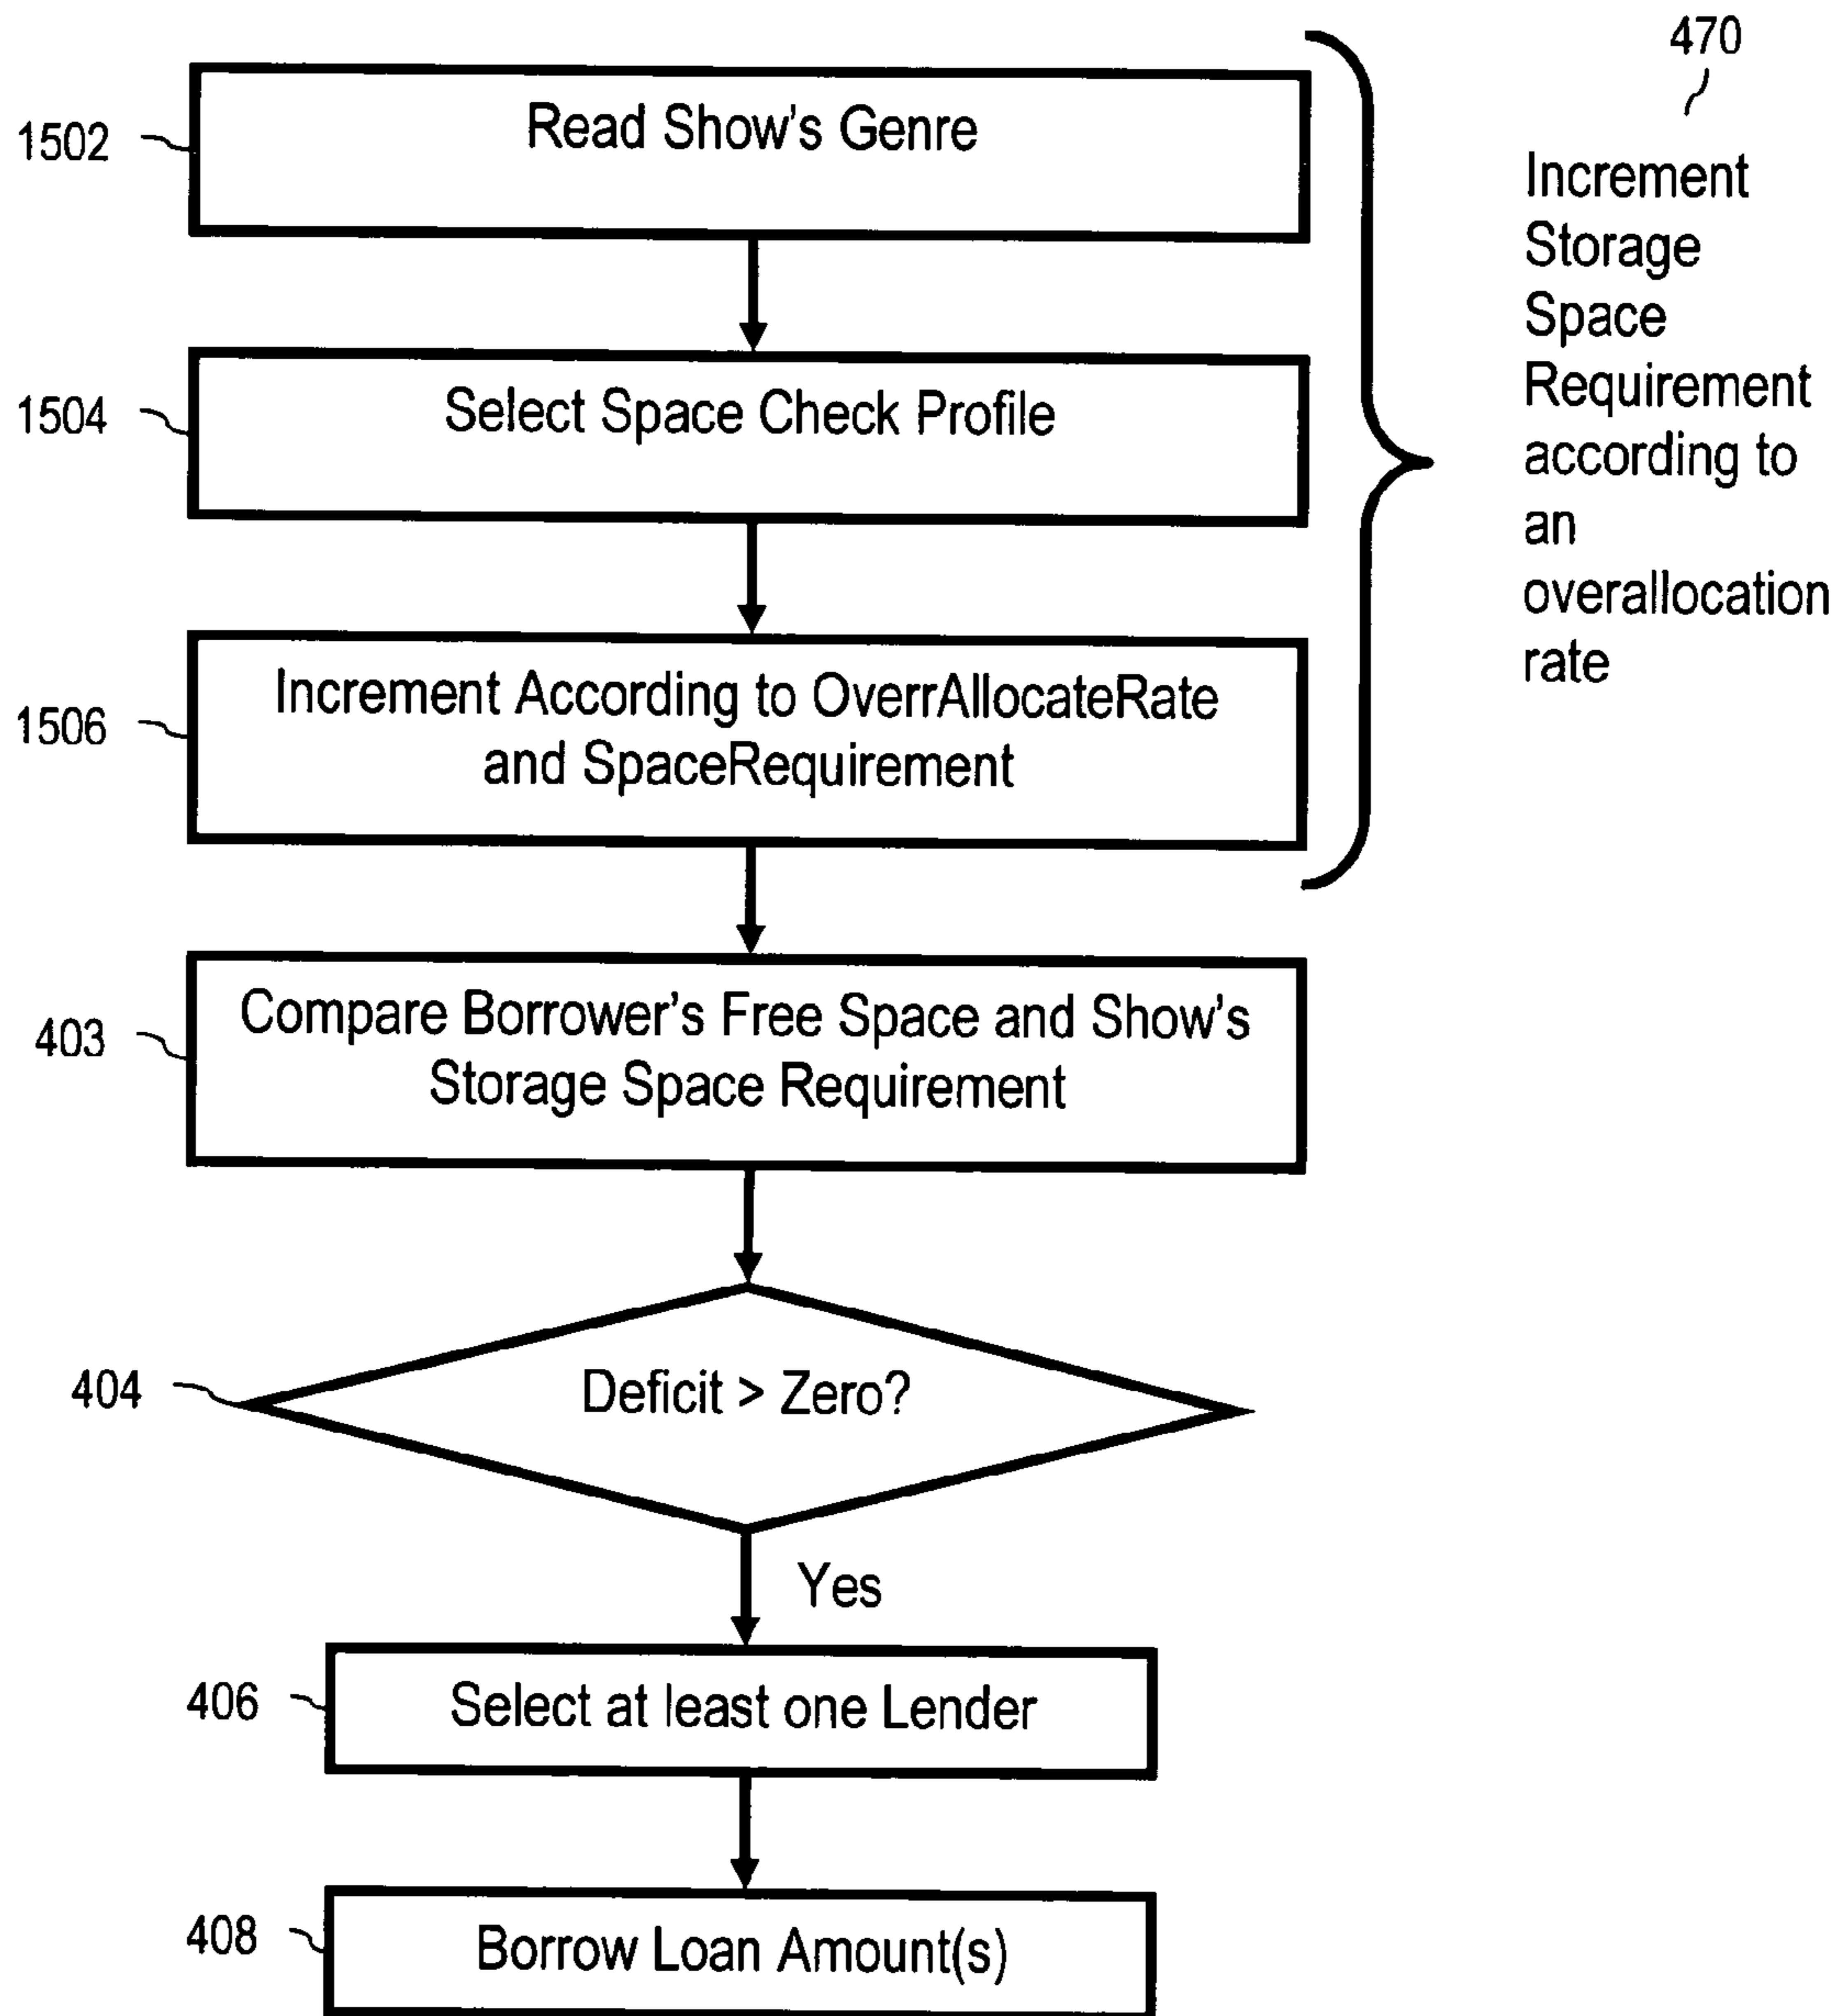 470
1502
Read Show's Genre
Increment
Storage
Space
Requirement
according to
an
overallocation
rate
1504
Select Space Check Profile
1506
Increment According to OverrAllocateRate
and SpaceRequirement
403
Compare Borrower's Free Space and Show's
Storage Space Requirement
404
Deficit > Zero?
Yes
406
Select at least one Lender
408
Borrow Loan Amount(s)